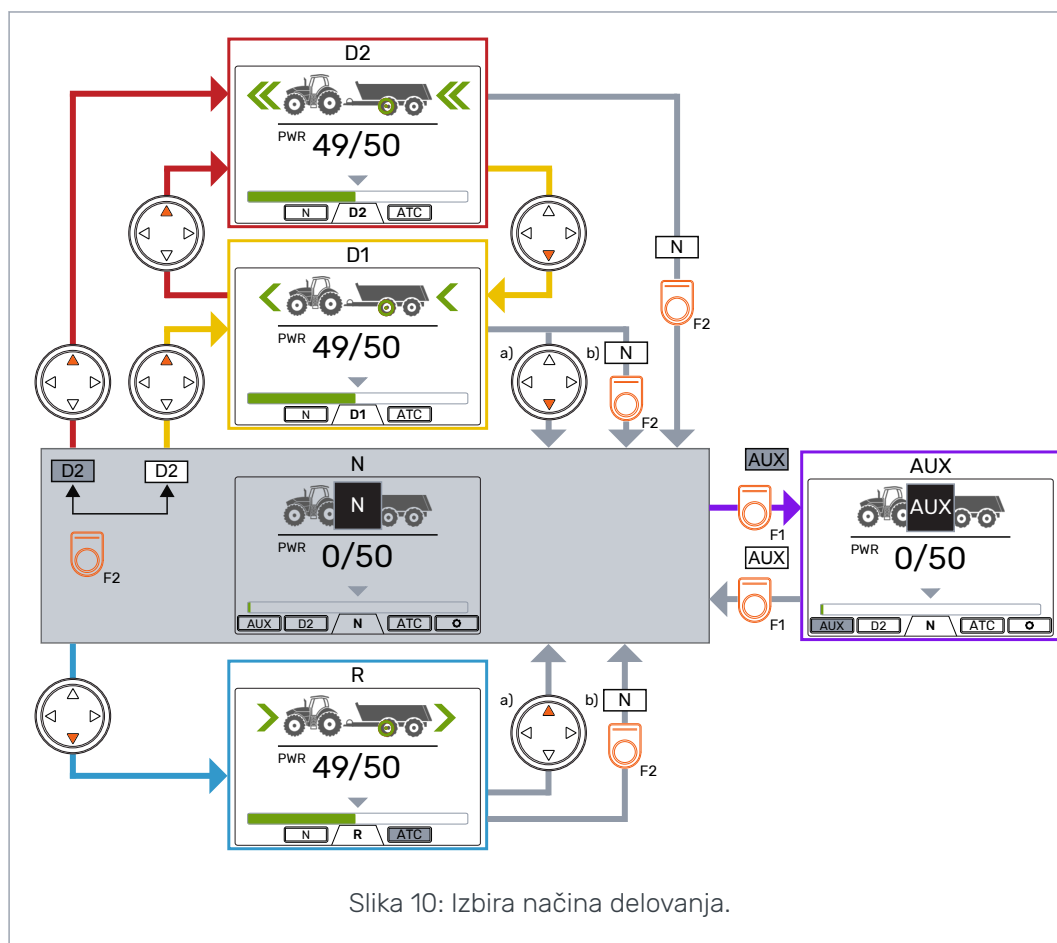 D2
PWR 49/50
N D2 ATC
D1
PWR 49/50
N D1 ATC
N
F2
a)
b) N
F2
D2 D2
F2
N
N
PWR 0/50
AUX D2 N ATC
AUX
F1
AUX
F1
AUX
AUX
PWR 0/50
AUX D2 N ATC
R
PWR 49/50
N R ATC
a)
b) N
F2
Slika 10: Izbira načina delovanja.